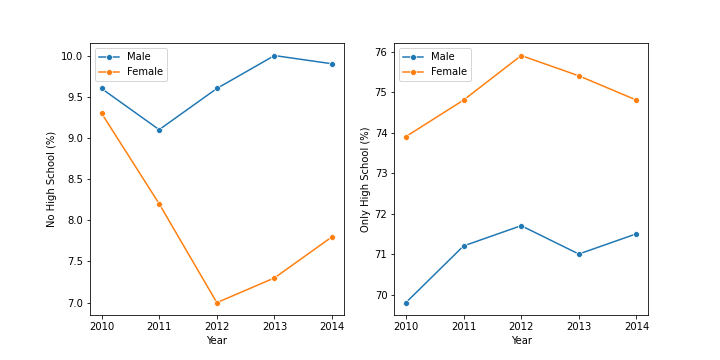 Male
Female
10.0
9.5
9.0
8.5
8.0
7.5
7.0
No High School (%)
2010 2011 2012 2013 2014
Year
Male
Female
76
75
74
73
72
71
70
Only High School (%)
2010 2011 2012 2013 2014
Year